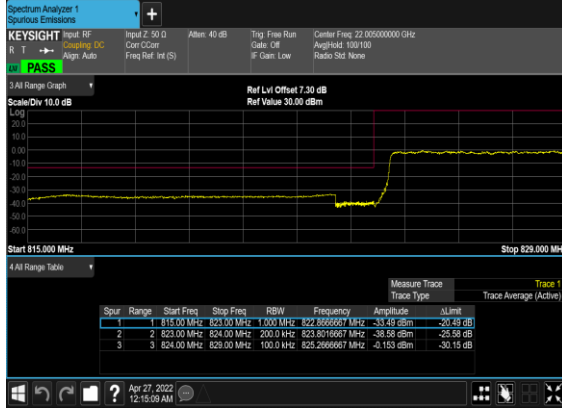 Spectrum Analyzer 1
Spurious Emissions
+
KEYSIGHT Input: RF Input Z: 50 Ω Atten: 40 dB Trig: Free Run Center Freq: 22.005000000 GHz
R T Coupling: DC Corr CCorr Gate: Off Avg|Hold: 100/100
Align: Auto Freq Ref: Int (S) IF Gain: Low Radio Std: None
PASS
3 All Range Graph
Ref Lvl Offset 7.30 dB
Scale/Div 10.0 dB Ref Value 30.00 dBm
Log
20.0
10.0
0.00
-10.0
-20.0
-30.0
-40.0
-50.0
-60.0
Start 815.000 MHz Stop 829.000 MH
4 All Range Table
Measure Trace Trace 1
Trace Type Trace Average (Active)
Spur Range Start Freq Stop Freq RBW Frequency Amplitude ΔLimit
1 1 815.00 MHz 823.00 MHz 1.000 MHz 822.8666667 MHz -33.49 dBm -20.49 dB
2 2 823.00 MHz 824.00 MHz 200.0 kHz 823.8016667 MHz -38.58 dBm -25.58 dB
3 3 824.00 MHz 829.00 MHz 100.0 kHz 825.2666667 MHz -0.153 dBm -30.15 dB
? Apr 27, 2022
12:15:09 AM